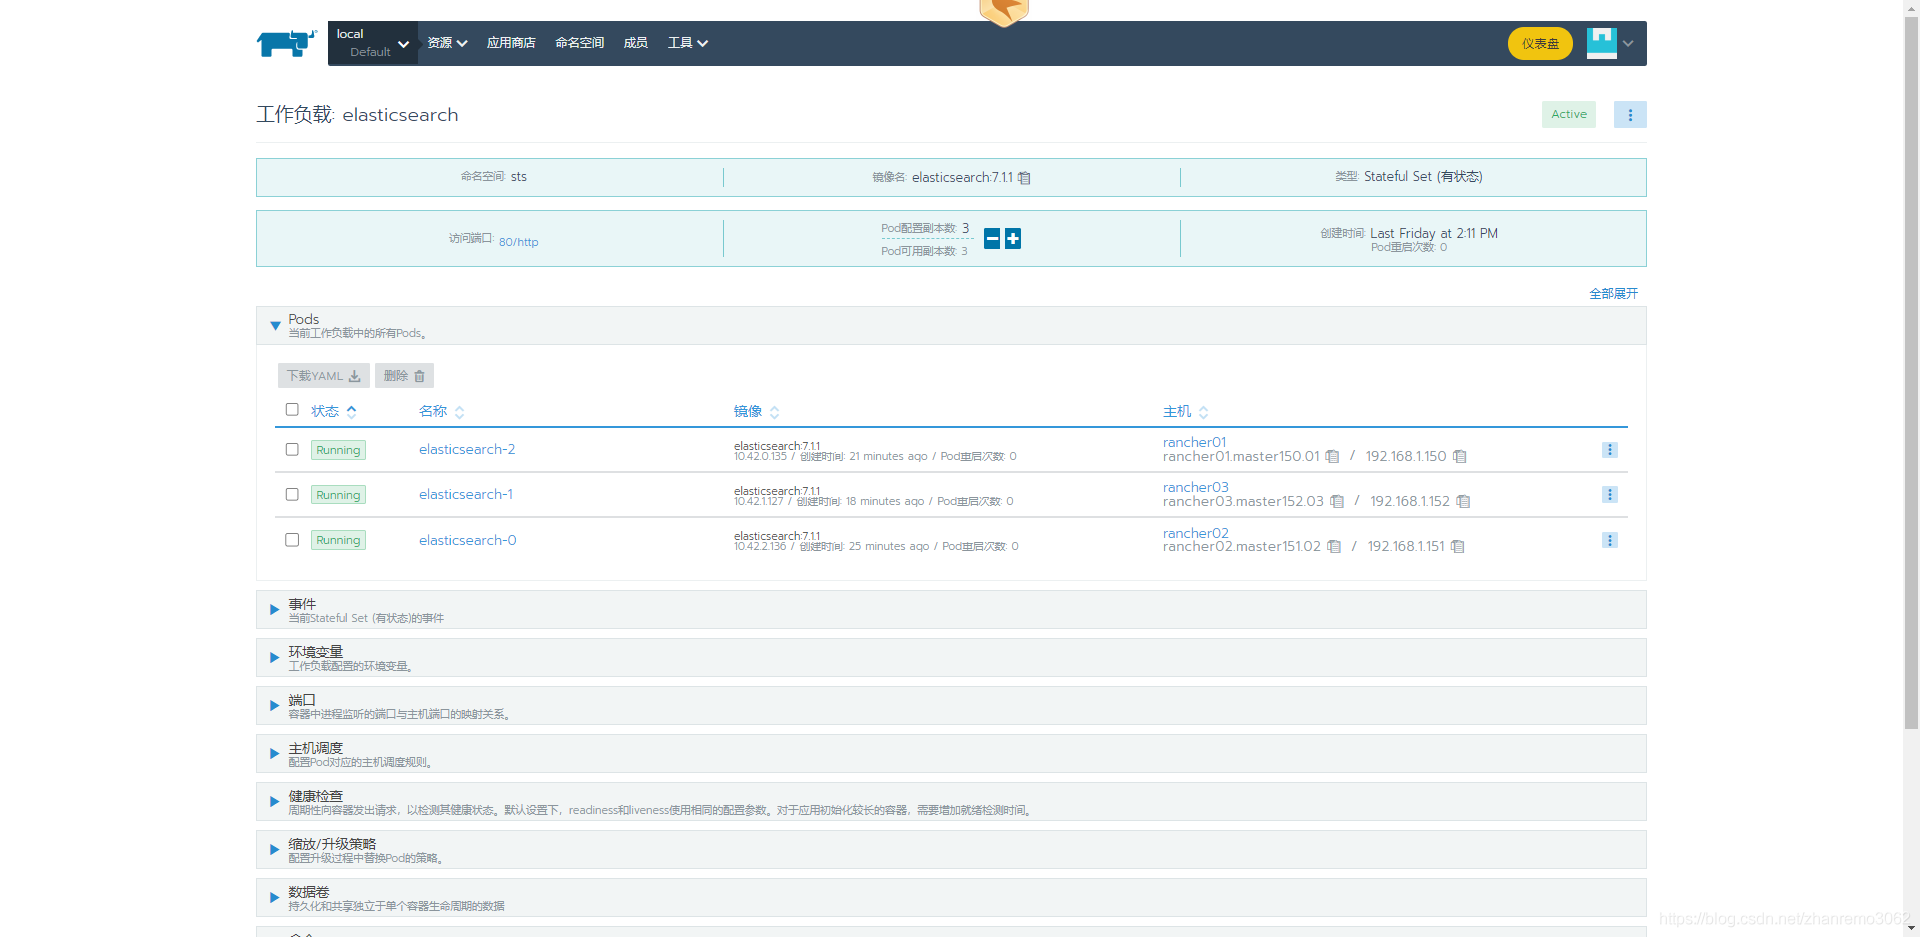 local
Default
资源
应用商店
命名空间
成员
工具
仪表盘
工作负载: elasticsearch
Active
命名空间: sts
镜像名: elasticsearch:7.1.1
类型: Stateful Set (有状态)
访问端口: 80/http
Pod配置副本数: 3
Pod可用副本数: 3
创建时间: Last Friday at 2:11 PM
Pod重启次数: 0
全部展开
Pods
当前工作负载中的所有Pods。
下载YAML
删除
状态 名称 镜像 主机
Running elasticsearch-2
elasticsearch:7.1.1
10.42.0.135 / 创建时间: 21 minutes ago / Pod重启次数: 0
rancher01
rancher01.master150.01 / 192.168.1.150
Running elasticsearch-1
elasticsearch:7.1.1
10.42.1.127 / 创建时间: 18 minutes ago / Pod重启次数: 0
rancher03
rancher03.master152.03 / 192.168.1.152
Running elasticsearch-0
elasticsearch:7.1.1
10.42.2.136 / 创建时间: 25 minutes ago / Pod重启次数: 0
rancher02
rancher02.master151.02 / 192.168.1.151
事件
当前Stateful Set (有状态)的事件
环境变量
工作负载配置的环境变量。
端口
容器中进程监听的端口与主机端口的映射关系。
主机调度
配置Pod对应的主机调度规则。
健康检查
周期性向容器发出请求，以检测其健康状态。默认设置下，readiness和liveness使用相同的配置参数。对于应用初始化较长的容器，需要增加就绪检测时间。
缩放/升级策略
配置升级过程中替换Pod的策略。
数据卷
持久化和共享独立于单个容器生命周期的数据
https://blog.csdn.net/zhanremo3062